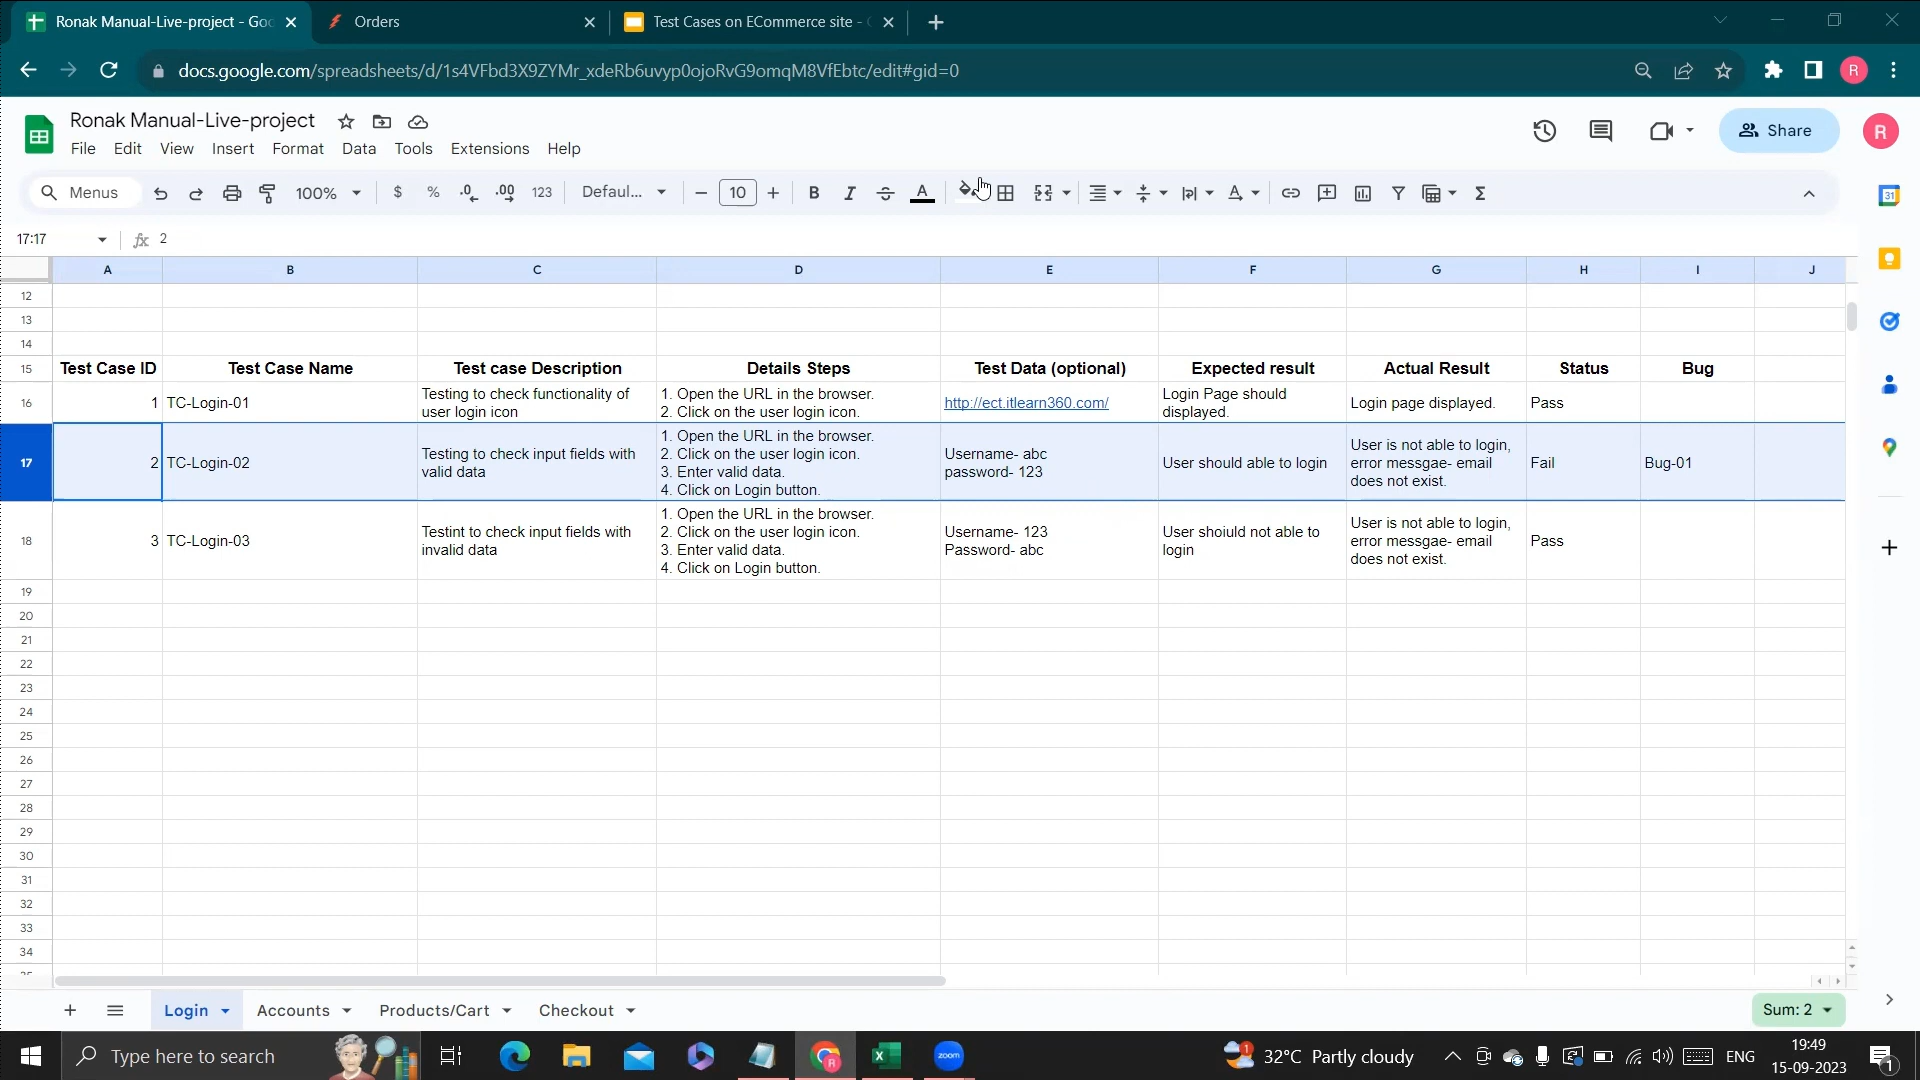 Ronak Manual-Live-project - Goo
Orders
Test Cases on ECommerce site - G
docs.google.com/spreadsheets/d/1s4VFbd3X9ZYMr_xdeRb6uvyp0ojoRvG9omqM8VfEbtc/edit#gid=0
R
Ronak Manual-Live-project
File Edit View Insert Format Data Tools Extensions Help
Share
R
Menus
100%
$ % .0 .00 123
Defaul...
10
B I S A
31
17:17
fx 2
A B C D E F G H I J
12
13
14
15 Test Case ID Test Case Name Test case Description Details Steps Test Data (optional) Expected result Actual Result Status Bug
16
1 TC-Login-01
Testing to check functionality of
user login icon
1. Open the URL in the browser.
2. Click on the user login icon.
http://ect.itlearn360.com/
Login Page should
displayed.
Login page displayed.
Pass
17
2 TC-Login-02
Testing to check input fields with
valid data
1. Open the URL in the browser.
2. Click on the user login icon.
3. Enter valid data.
4. Click on Login button.
Username- abc
password- 123
User should able to login
User is not able to login,
error messgae- email
does not exist.
Fail
Bug-01
18
3 TC-Login-03
Testint to check input fields with
invalid data
1. Open the URL in the browser.
2. Click on the user login icon.
3. Enter valid data.
4. Click on Login button.
Username- 123
Password- abc
User shoiuld not able to
login
User is not able to login,
error messgae- email
does not exist.
Pass
19
20
21
22
23
24
25
26
27
28
29
30
31
32
33
34
Login Accounts Products/Cart Checkout
Sum: 2
Type here to search
zoom
1
32°C Partly cloudy
ENG
19:49
15-09-2023
1